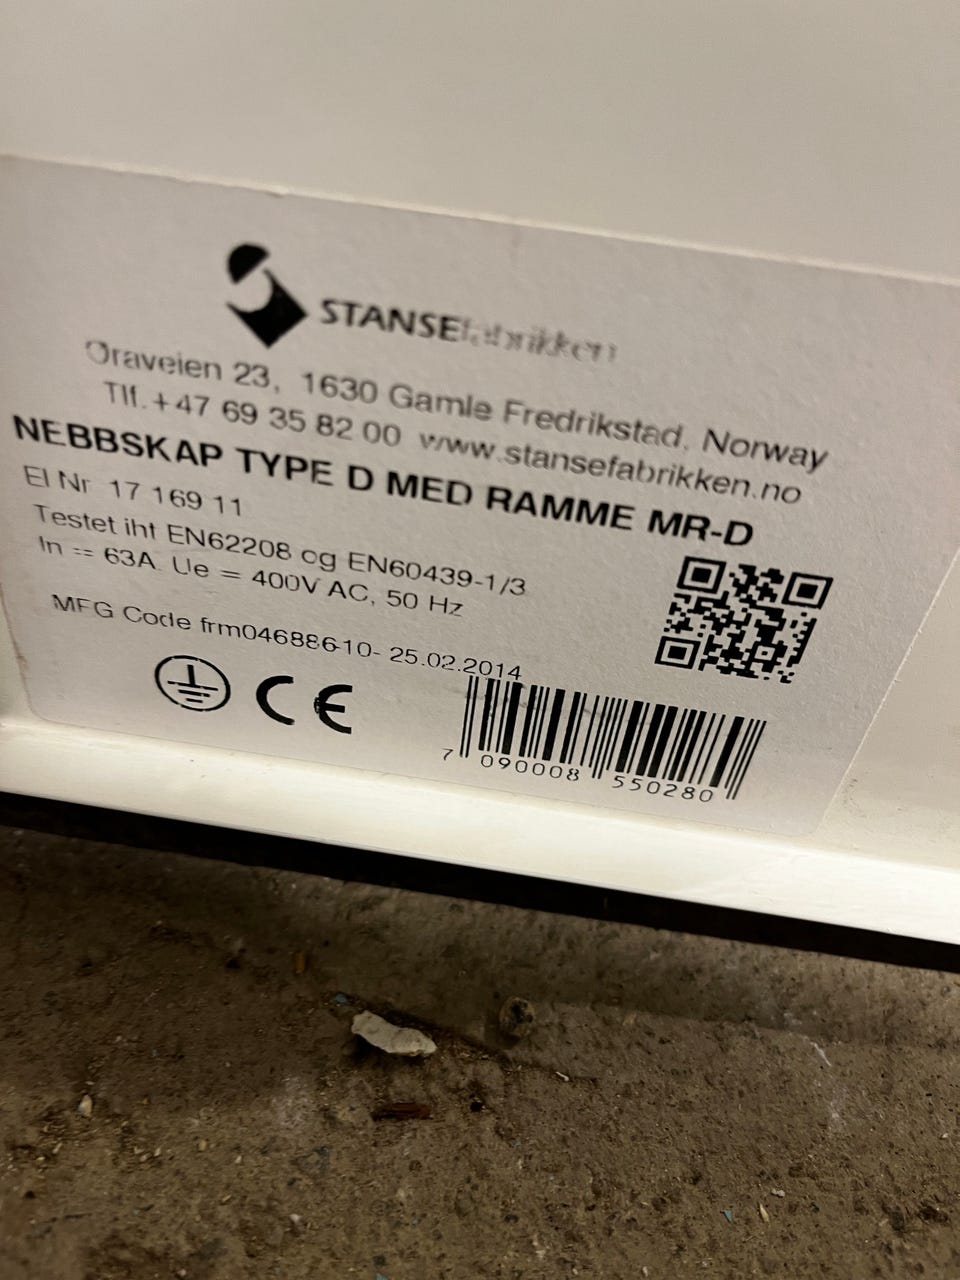 STANSEfabrikken
Øraveien 23, 1630 Gamle Fredrikstad, Norway
Tlf. +47 69 35 82 00 www.stansefabrikken.no
NEBBSKAP TYPE D MED RAMME MR-D
El Nr 17 169 11
Testet iht EN62208 og EN60439-1/3
In = 63A. Ue = 400V AC, 50 Hz
MFG Code frm04688610- 25.02.2014
CE
7 090008 550280